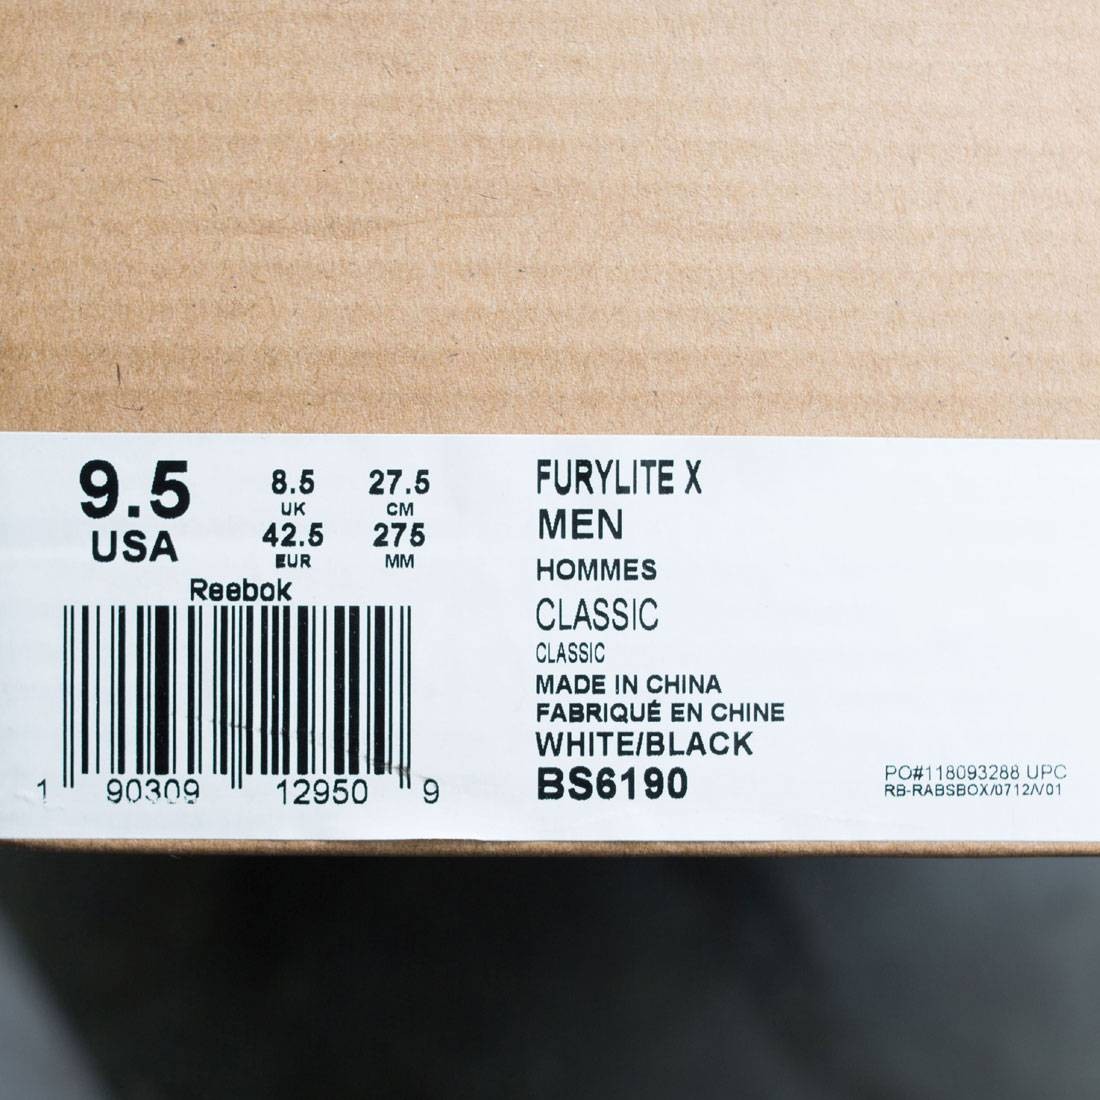 9.5
USA
8.5
UK
27.5
CM
42.5
EUR
275
MM
Reebok
1 90309 12950 9
FURYLITE X
MEN
HOMMES
CLASSIC
CLASSIC
MADE IN CHINA
FABRIQUÉ EN CHINE
WHITE/BLACK
BS6190
PO#118093288 UPC
RB-RABSBOX/0712/V01